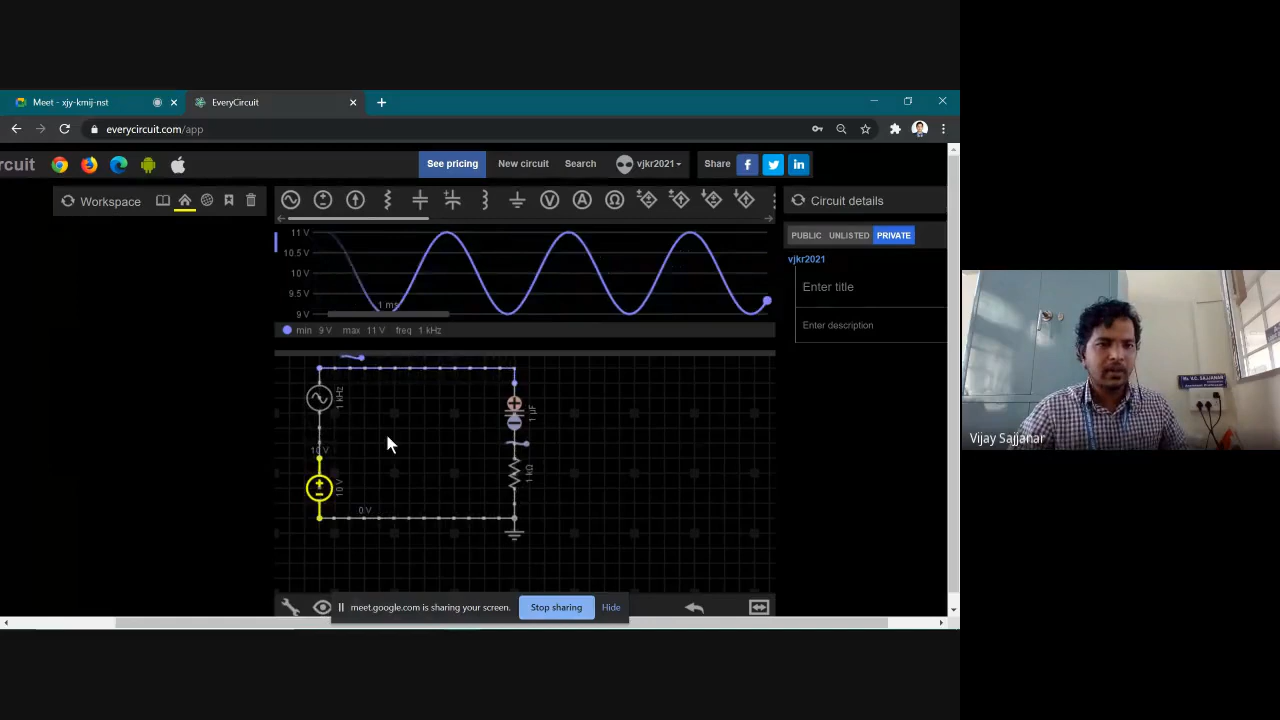 Meet - xjy-kmij-nst
EveryCircuit
everycircuit.com/app
rcuit
See pricing
New circuit
Search
vjkr2021
Share
Workspace
Circuit details
11 V
10.5 V
10 V
9.5 V
9 V
1 ms
min 9 V max 11 V freq 1 kHz
PUBLIC
UNLISTED
PRIVATE
vjkr2021
Enter title
Enter description
1 kHz
1 µF
10 V
10 V
1 kΩ
0 V
meet.google.com is sharing your screen.
Stop sharing
Hide
Vijay Sajjanar